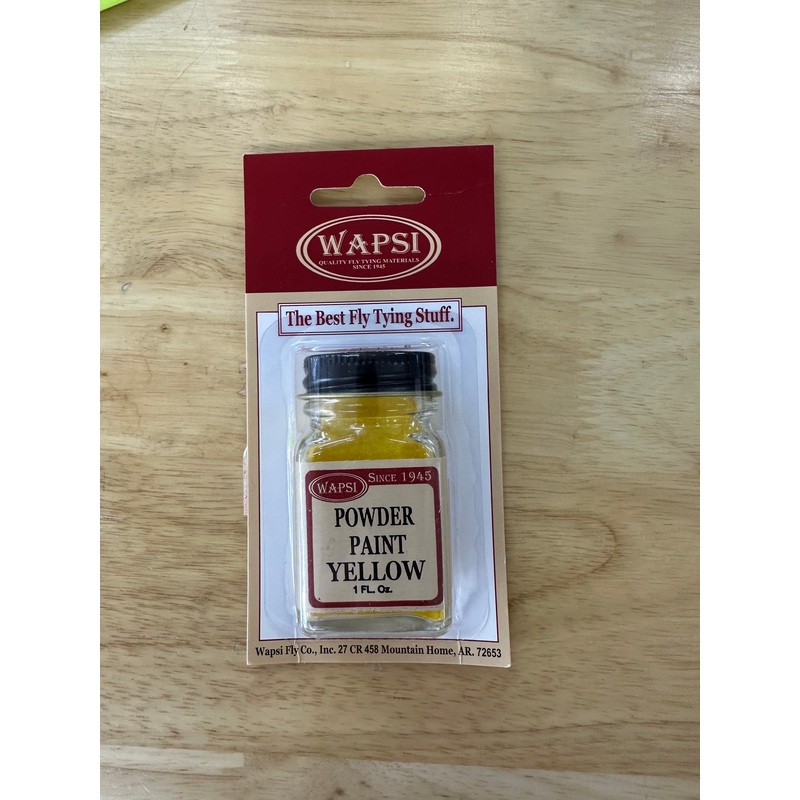 WAPSI
QUALITY FLY TYING MATERIALS
SINCE 1945
The Best Fly Tying Stuff.
WAPSI
SINCE 1945
POWDER
PAINT
YELLOW
1 FL. Oz.
Wapsi Fly Co., Inc. 27 CR 458 Mountain Home, AR. 72653